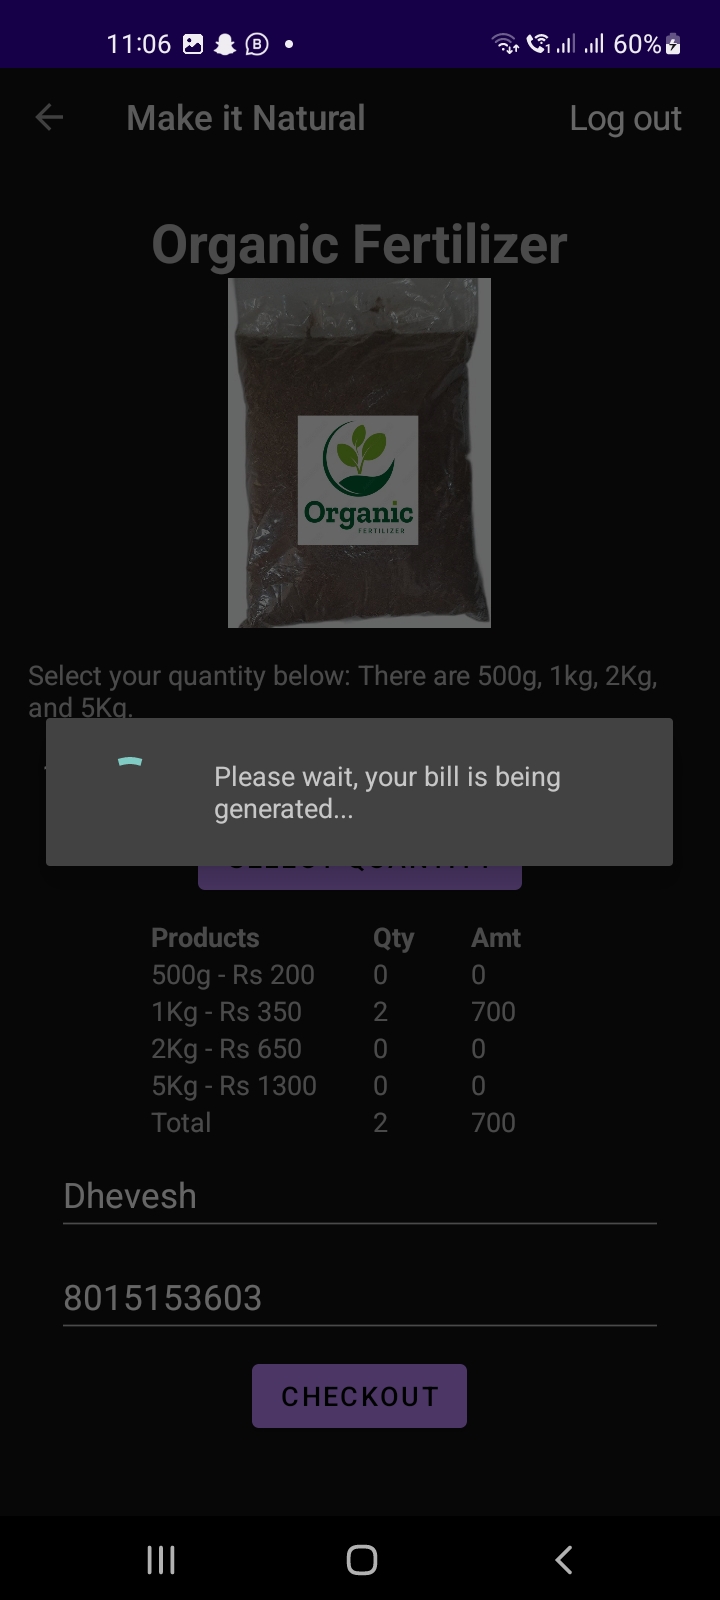 11:06
60%
Make it Natural
Log out
Organic Fertilizer
Organic
FERTILIZER
Select your quantity below: There are 500g, 1kg, 2Kg,
and 5Kg.
Please wait, your bill is being
generated...
SELECT QUANTITY
Products Qty Amt
500g - Rs 200 0 0
1Kg - Rs 350 2 700
2Kg - Rs 650 0 0
5Kg - Rs 1300 0 0
Total 2 700
Dhevesh
8015153603
CHECKOUT